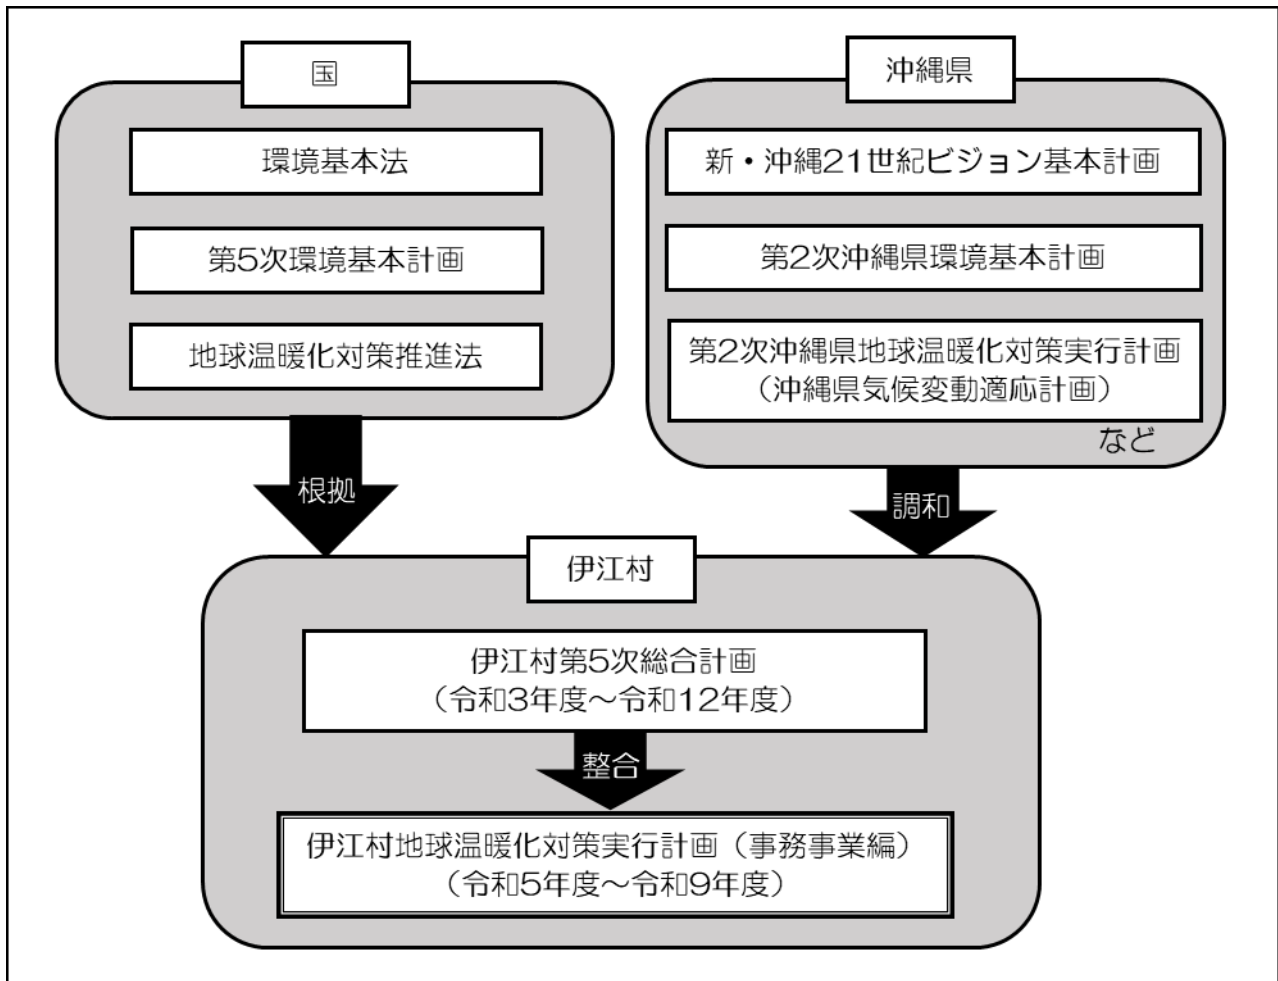 国
環境基本法
第5次環境基本計画
地球温暖化対策推進法
根拠
沖縄県
新・沖縄21世紀ビジョン基本計画
第2次沖縄県環境基本計画
第2次沖縄県地球温暖化対策実行計画
（沖縄県気候変動適応計画）
など
調和
伊江村
伊江村第5次総合計画
（令和3年度～令和12年度）
整合
伊江村地球温暖化対策実行計画（事務事業編）
（令和5年度～令和9年度）